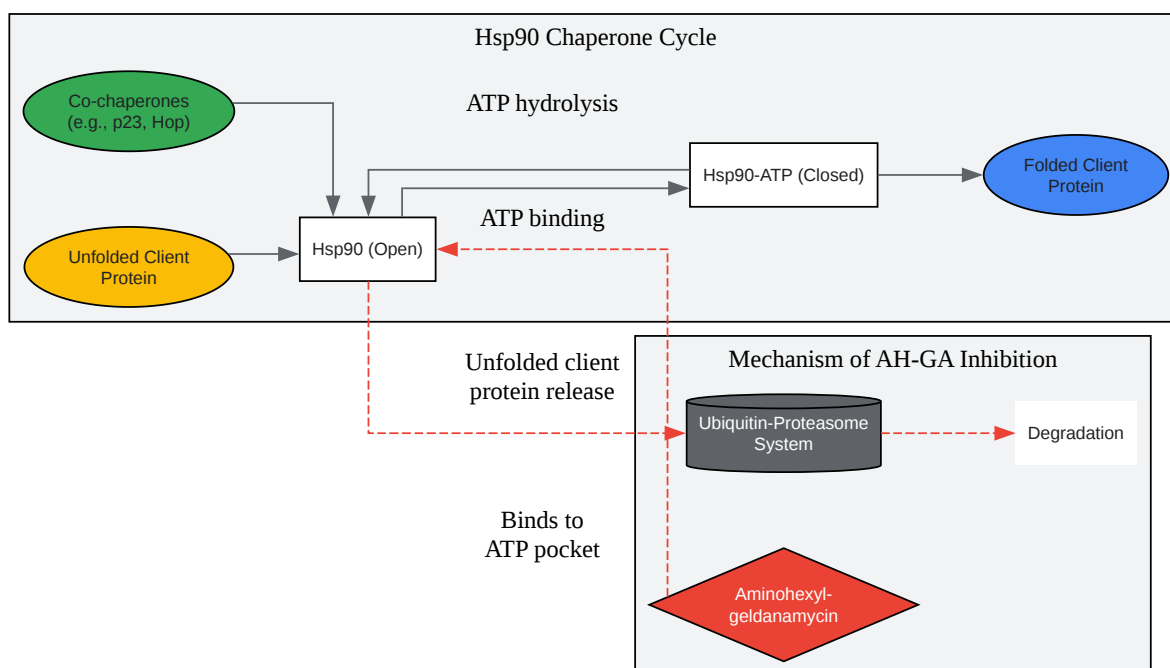 Hsp90 Chaperone Cycle
Co-chaperones
(e.g., p23, Hop)
ATP hydrolysis
Hsp90-ATP (Closed)
Folded Client
Protein
ATP binding
Hsp90 (Open)
Unfolded Client
Protein
Unfolded client
protein release
Mechanism of AH-GA Inhibition
Ubiquitin-Proteasome
System
Degradation
Binds to
ATP pocket
Aminohexyl-
geldanamycin